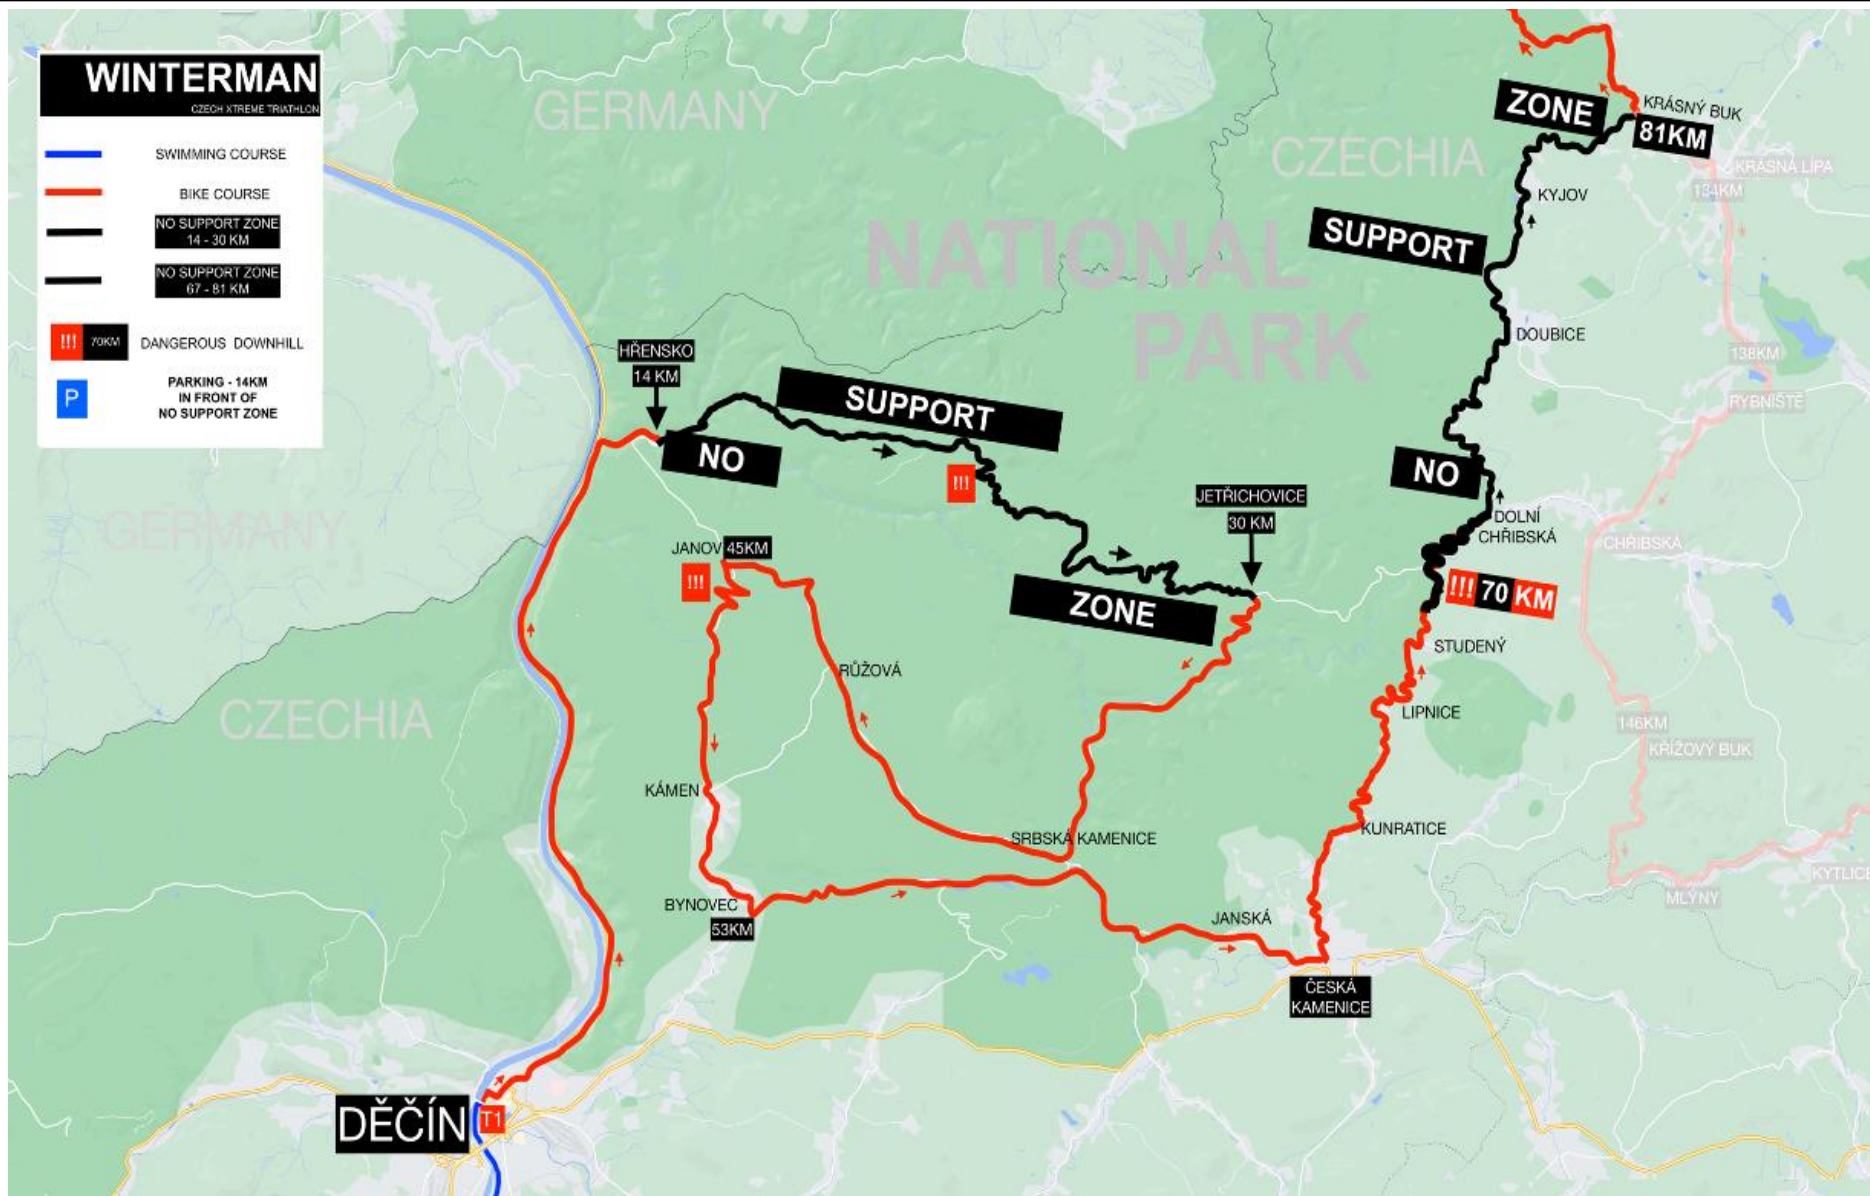 WINTERMAN
CZECH XTREME TRIATHLON
SWIMMING COURSE
BIKE COURSE
NO SUPPORT ZONE
14 - 30 KM
NO SUPPORT ZONE
67 - 81 KM
!!! 70KM DANGEROUS DOWNHILL
P
PARKING - 14KM
IN FRONT OF
NO SUPPORT ZONE
GERMANY
CZECHIA
NATIONAL
PARK
GERMANY
CZECHIA
ZONE
KRÁSNÝ BUK
81KM
KRÁSNÁ LÍPA
134KM
KYJOV
SUPPORT
DOUBICE
138KM
RYBNIŠTĚ
HŘENSKO
14 KM
SUPPORT
NO
!!!
NO
JETŘICHOVICE
30 KM
DOLNÍ
CHŘIBSKÁ
CHŘIBSKÁ
JANOV 45KM
!!!
ZONE
!!! 70 KM
STUDENÝ
RŮŽOVÁ
LIPNICE
146KM
KŘÍŽOVÝ BUK
KÁMEN
SRBSKÁ KAMENICE
KUNRATICE
KYTLICE
MLÝNY
BYNOVEC
53KM
JANSKÁ
ČESKÁ
KAMENICE
DĚČÍN
T1